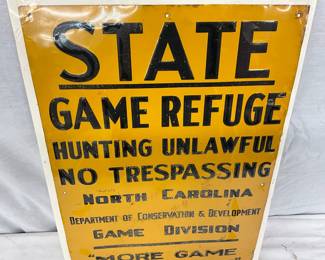 STATE
GAME REFUGE
HUNTING UNLAWFUL
NO TRESPASSING
NORTH CAROLINA
DEPARTMENT OF CONSERVATION & DEVELOPMENT
GAME DIVISION
"MORE GAME"